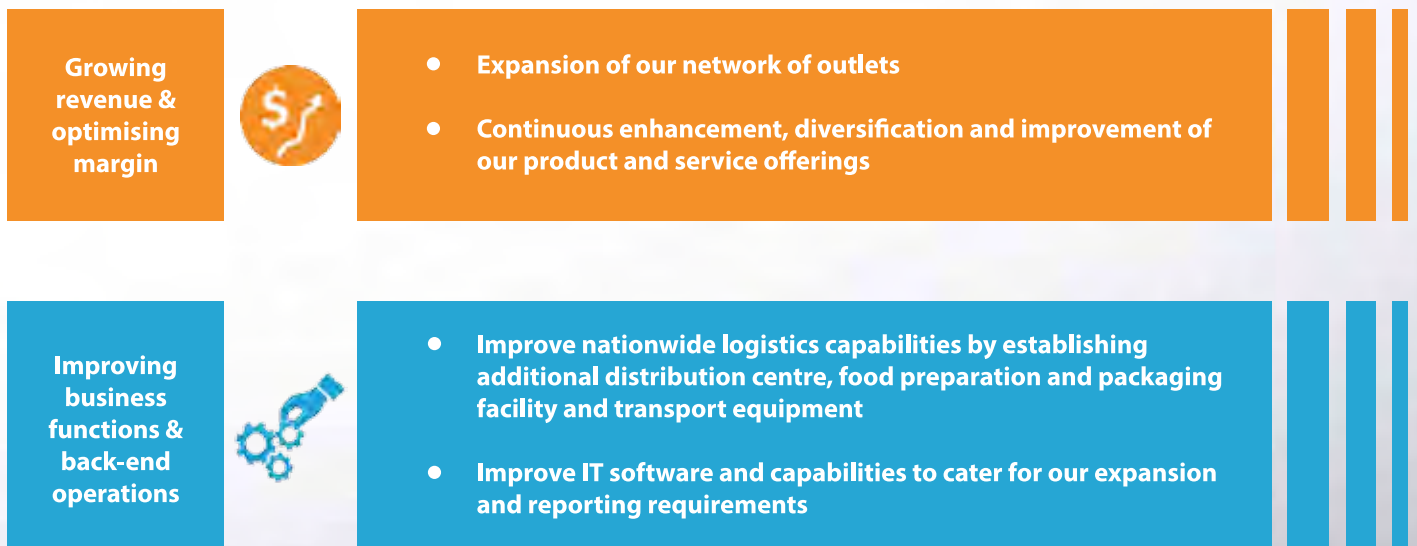 Growing
revenue &
optimising
margin
$
● Expansion of our network of outlets
● Continuous enhancement, diversification and improvement of
our product and service offerings
Improving
business
functions &
back-end
operations
● Improve nationwide logistics capabilities by establishing
additional distribution centre, food preparation and packaging
facility and transport equipment
● Improve IT software and capabilities to cater for our expansion
and reporting requirements